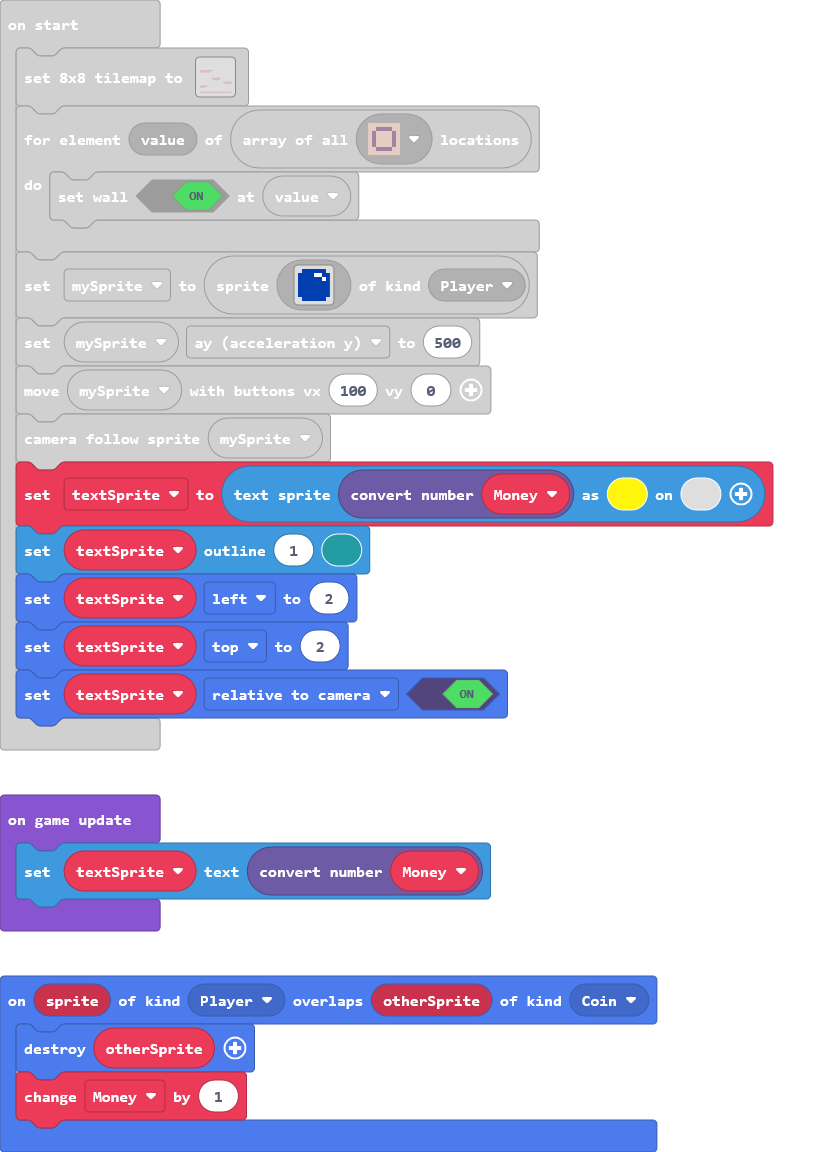 on start
set 8x8 tilemap to
for element value of array of all locations
do
set wall ON at value
set mySprite to sprite of kind Player
set mySprite ay (acceleration y) to 500
move mySprite with buttons vx 100 vy 0
camera follow sprite mySprite
set textSprite to text sprite convert number Money as on
set textSprite outline 1
set textSprite left to 2
set textSprite top to 2
set textSprite relative to camera ON
on game update
set textSprite text convert number Money
on sprite of kind Player overlaps otherSprite of kind Coin
destroy otherSprite
change Money by 1